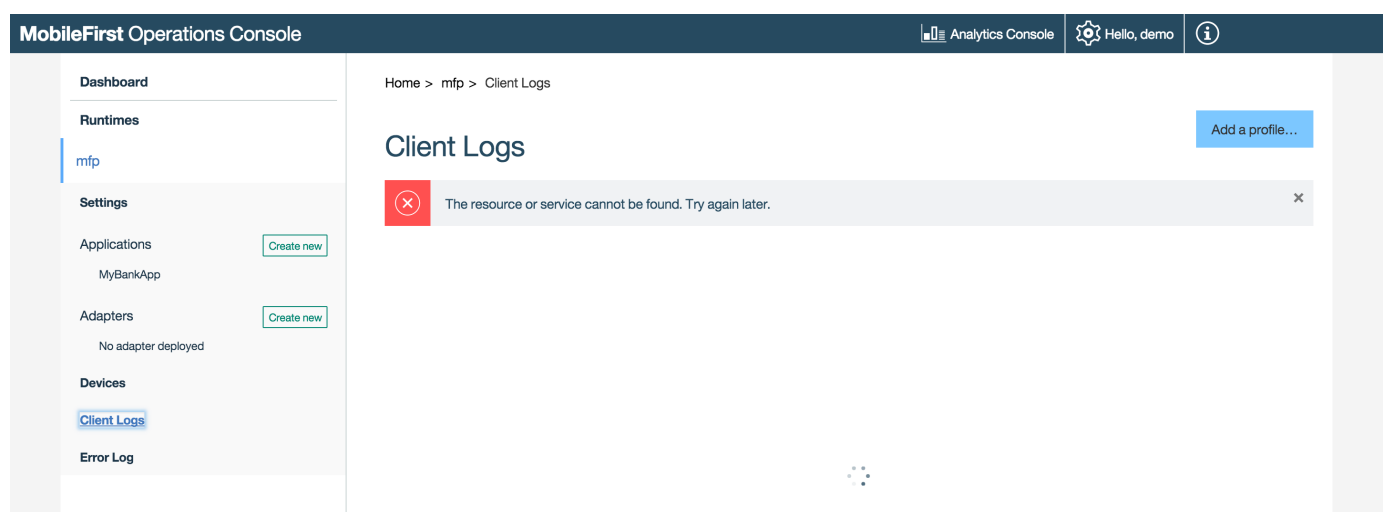 MobileFirst Operations Console
Analytics Console
Hello, demo
Dashboard
Runtimes
mfp
Settings
Applications
Create new
MyBankApp
Adapters
Create new
No adapter deployed
Devices
Client Logs
Error Log
Home > mfp > Client Logs
Add a profile...
Client Logs
The resource or service cannot be found. Try again later.